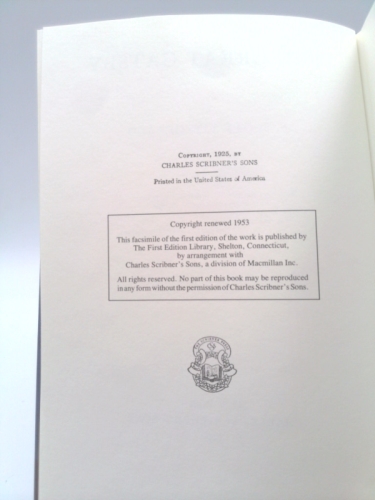 COPYRIGHT, 1925, BY
CHARLES SCRIBNER'S SONS
Printed in the United States of America
Copyright renewed 1953
This facsimile of the first edition of the work is published by
The First Edition Library, Shelton, Connecticut,
by arrangement with
Charles Scribner's Sons, a division of Macmillan Inc.
All rights reserved. No part of this book may be reproduced
in any form without the permission of Charles Scribner's Sons.